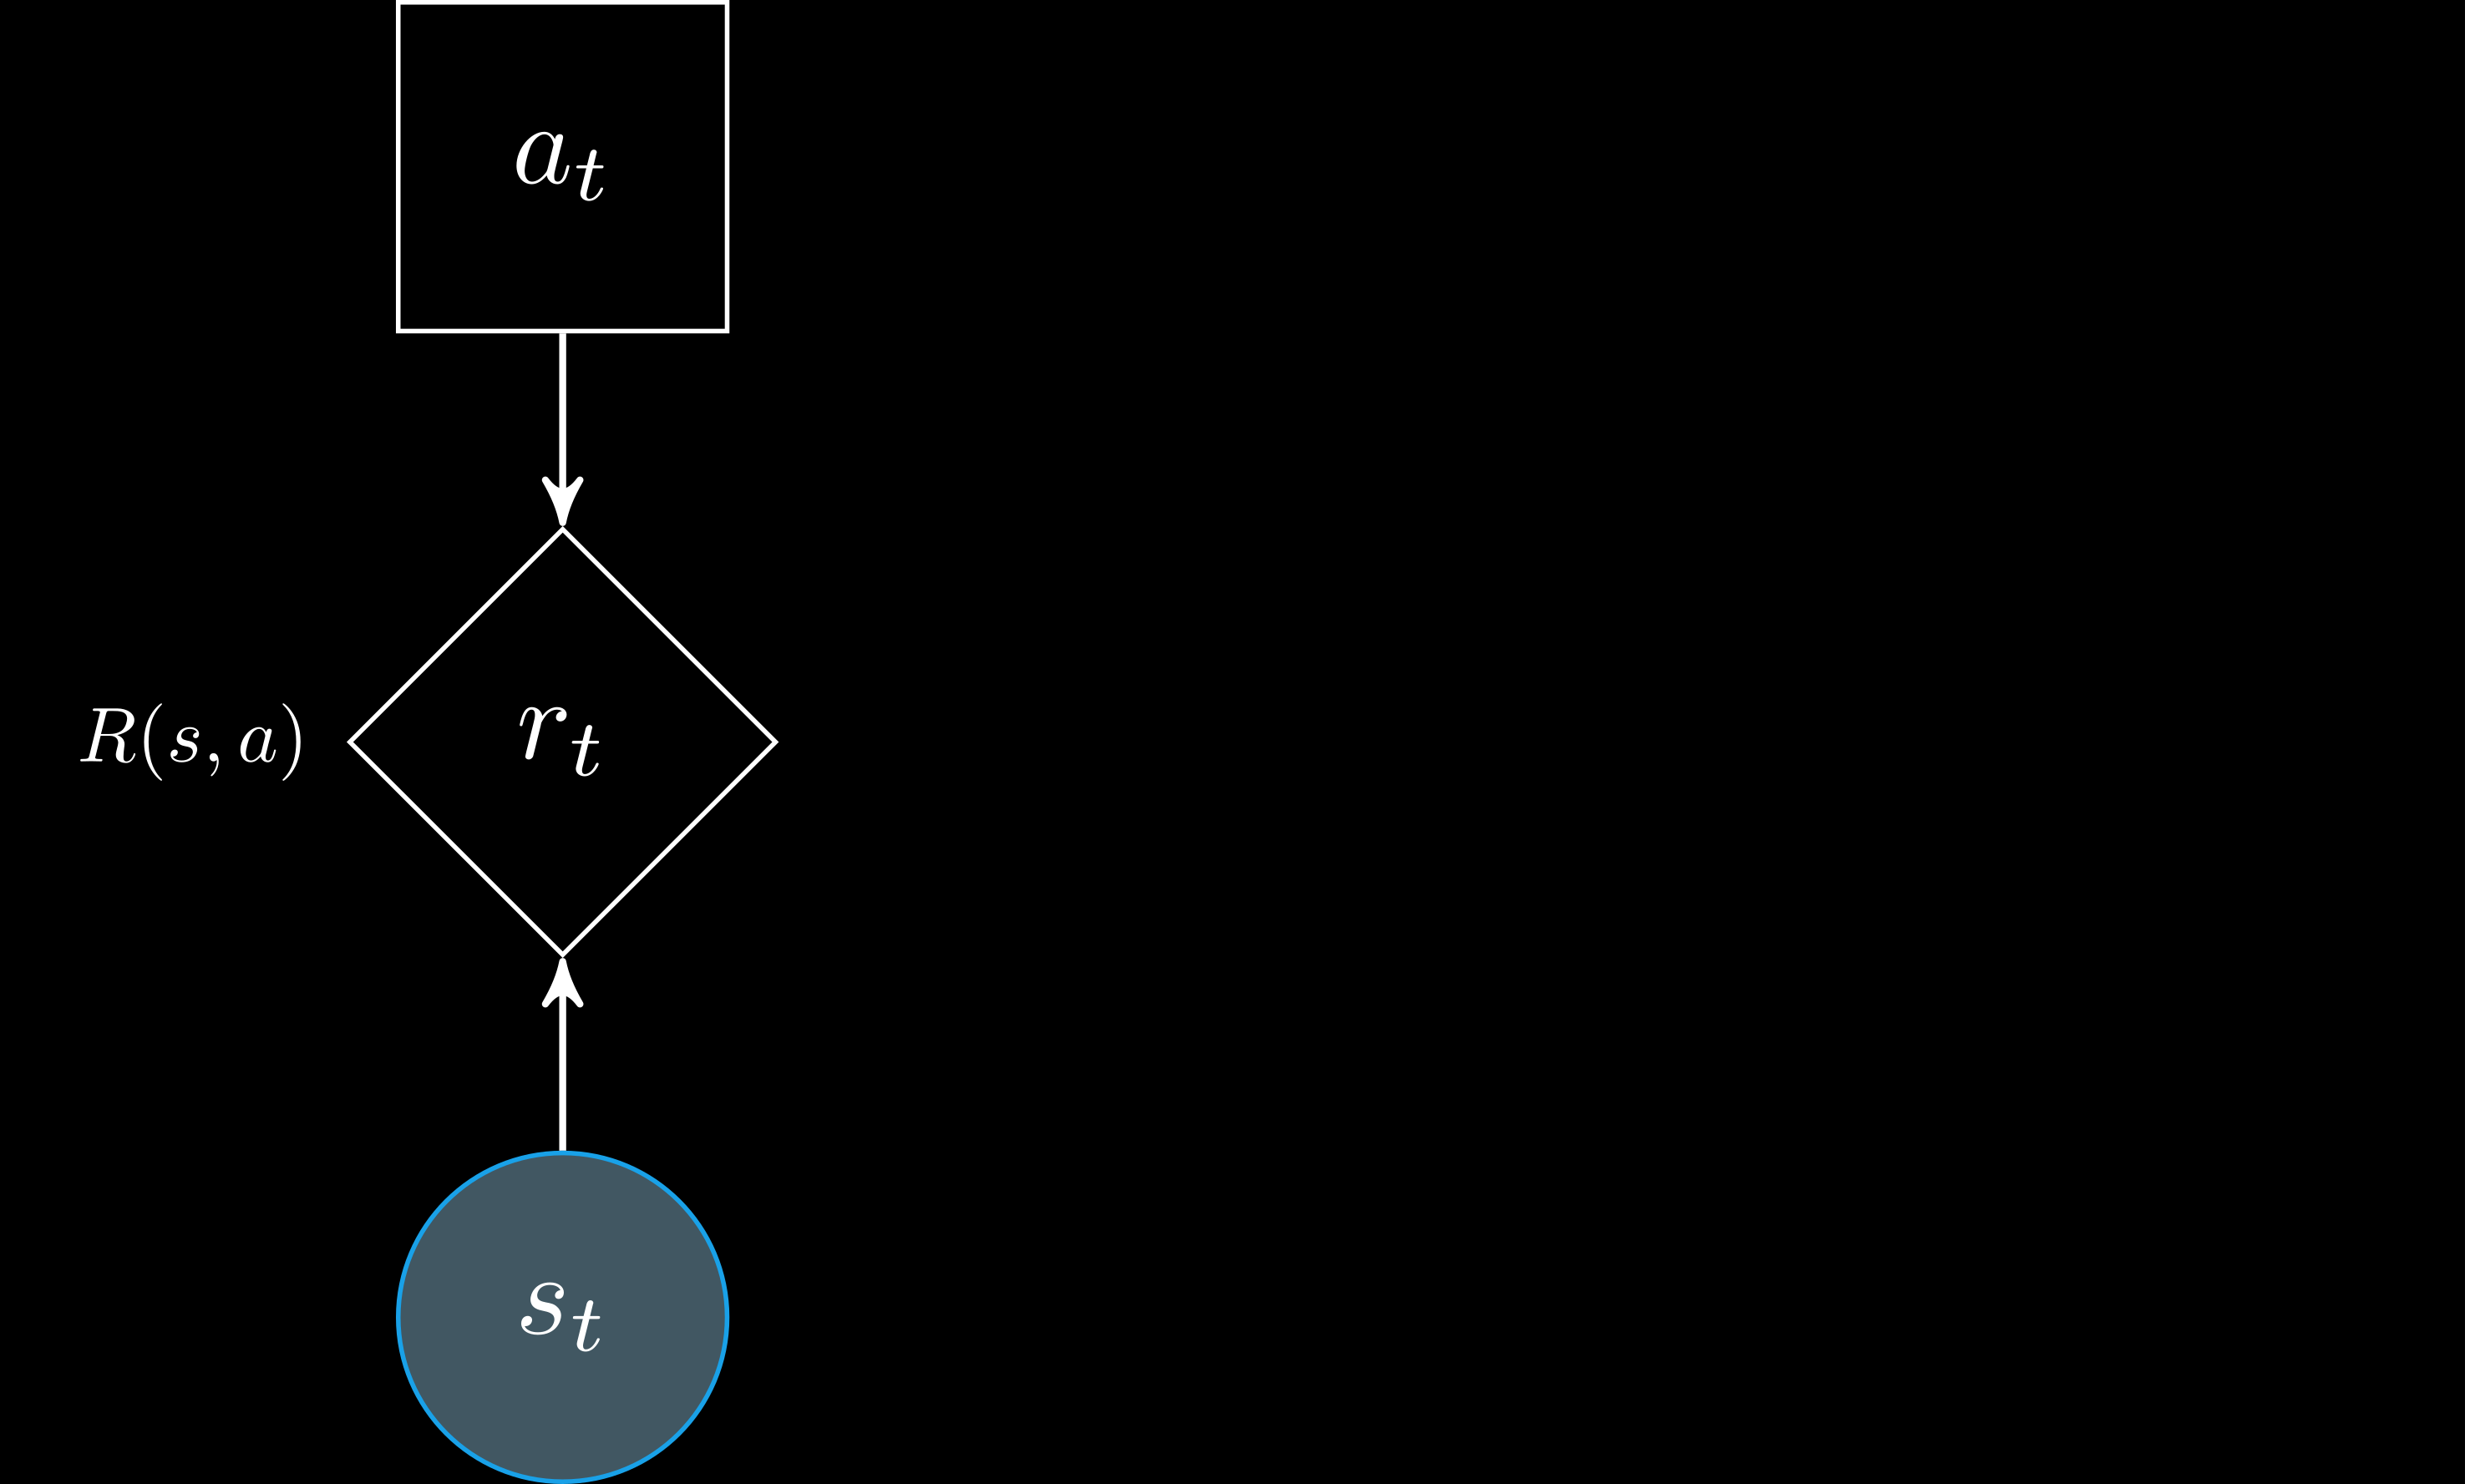 a_t
R(s, a)
r_t
s_t